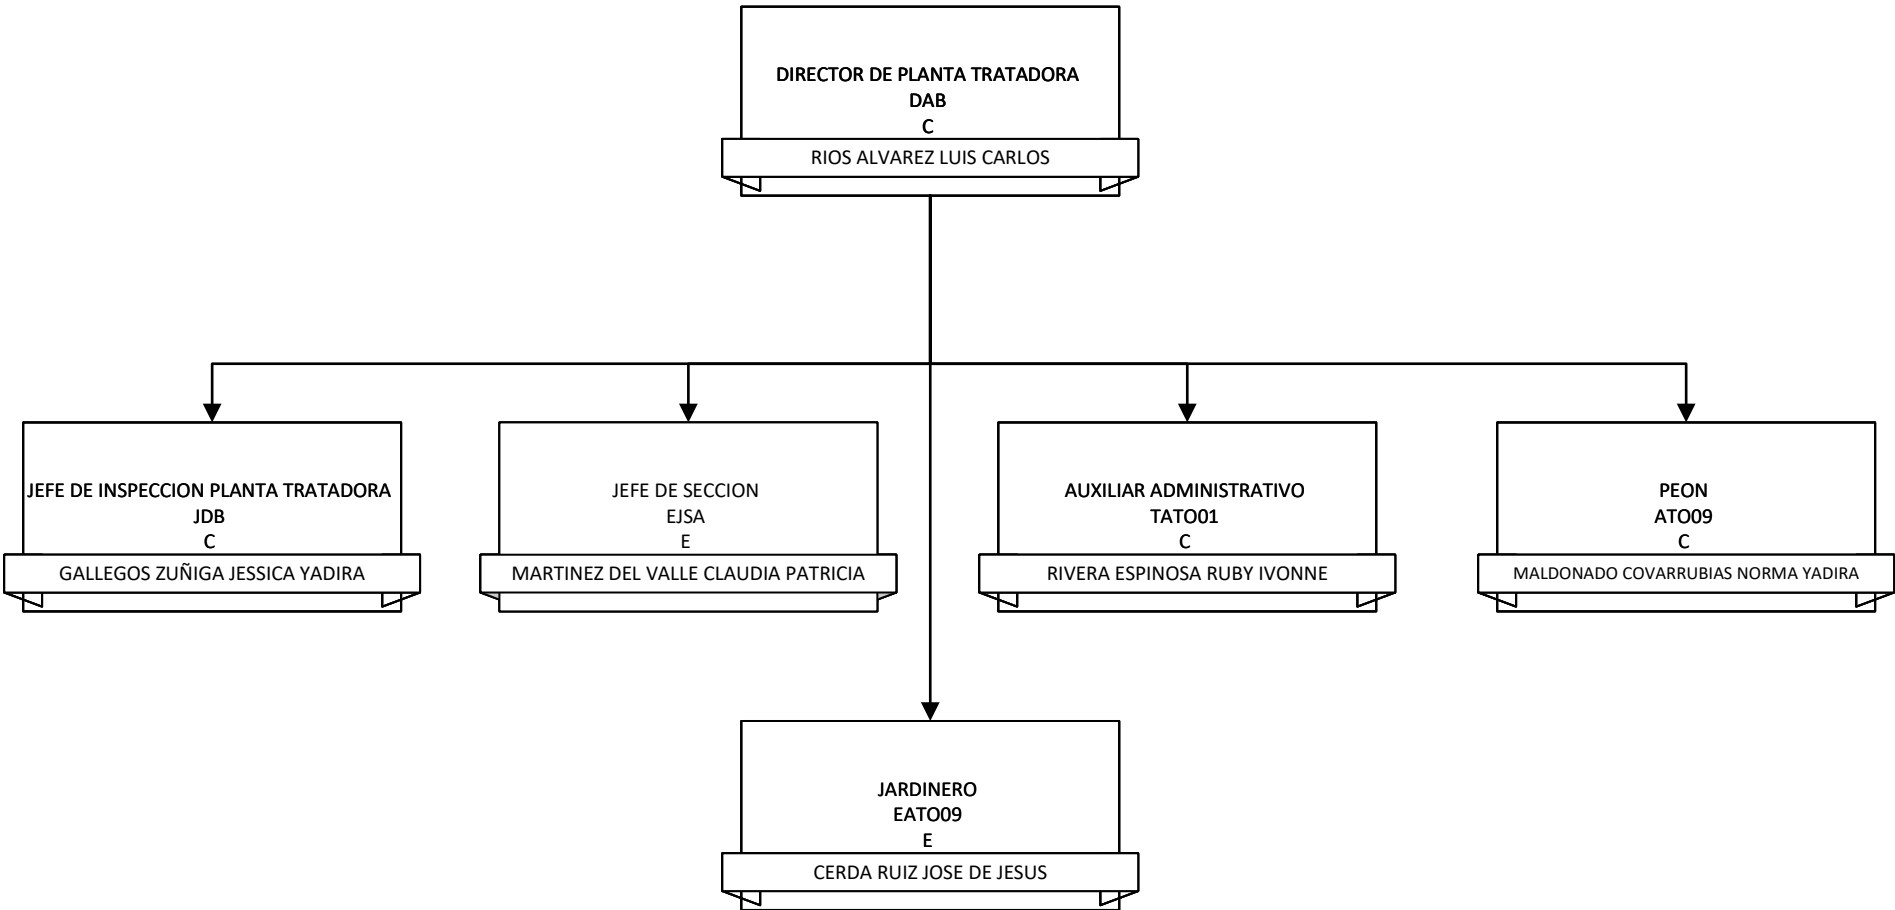 DIRECTOR DE PLANTA TRATADORA
DAB
C
RIOS ALVAREZ LUIS CARLOS
JEFE DE INSPECCION PLANTA TRATADORA
JDB
C
GALLEGOS ZUÑIGA JESSICA YADIRA
JEFE DE SECCION
EJSA
E
MARTINEZ DEL VALLE CLAUDIA PATRICIA
AUXILIAR ADMINISTRATIVO
TATO01
C
RIVERA ESPINOSA RUBY IVONNE
PEON
ATO09
C
MALDONADO COVARRUBIAS NORMA YADIRA
JARDINERO
EATO09
E
CERDA RUIZ JOSE DE JESUS